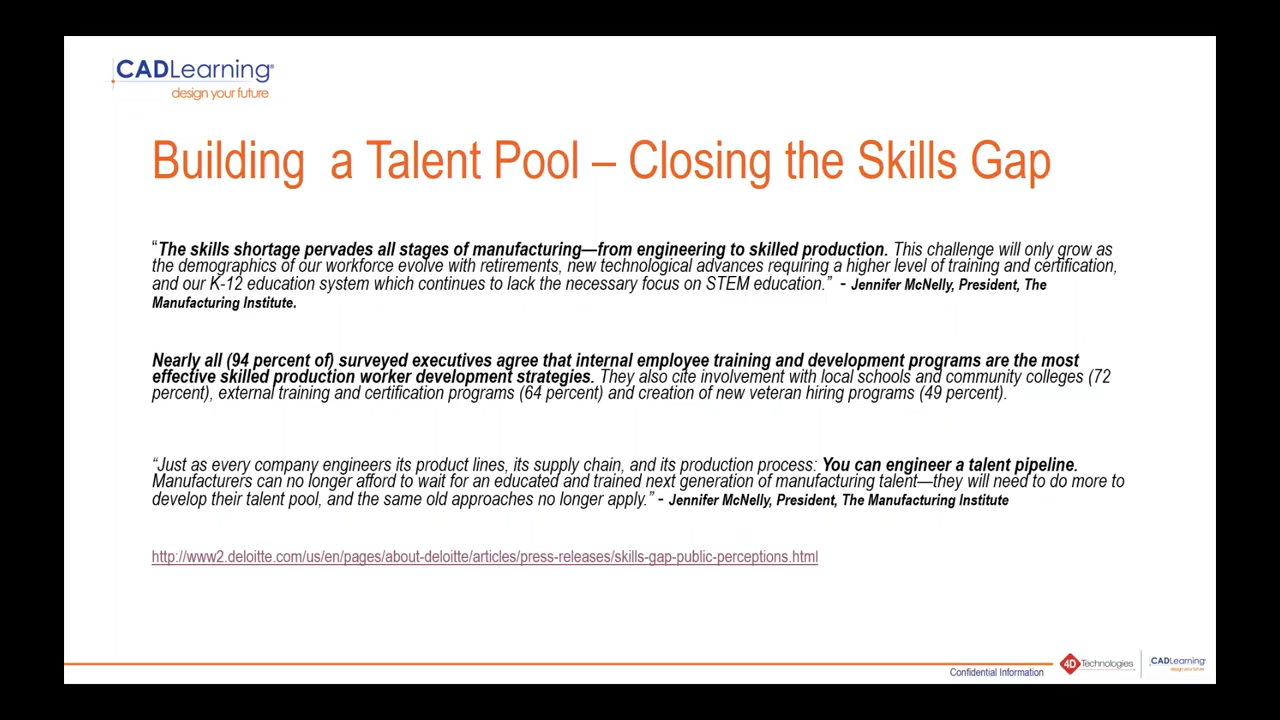 CADLearning®
design your future
Building a Talent Pool – Closing the Skills Gap
“The skills shortage pervades all stages of manufacturing—from engineering to skilled production. This challenge will only grow as
the demographics of our workforce evolve with retirements, new technological advances requiring a higher level of training and certification,
and our K-12 education system which continues to lack the necessary focus on STEM education.” - Jennifer McNelly, President, The
Manufacturing Institute.
Nearly all (94 percent of) surveyed executives agree that internal employee training and development programs are the most
effective skilled production worker development strategies. They also cite involvement with local schools and community colleges (72
percent), external training and certification programs (64 percent) and creation of new veteran hiring programs (49 percent).
“Just as every company engineers its product lines, its supply chain, and its production process: You can engineer a talent pipeline.
Manufacturers can no longer afford to wait for an educated and trained next generation of manufacturing talent—they will need to do more to
develop their talent pool, and the same old approaches no longer apply.” - Jennifer McNelly, President, The Manufacturing Institute
http://www2.deloitte.com/us/en/pages/about-deloitte/articles/press-releases/skills-gap-public-perceptions.html
Confidential Information
4D Technologies
CADLearning®
design your future